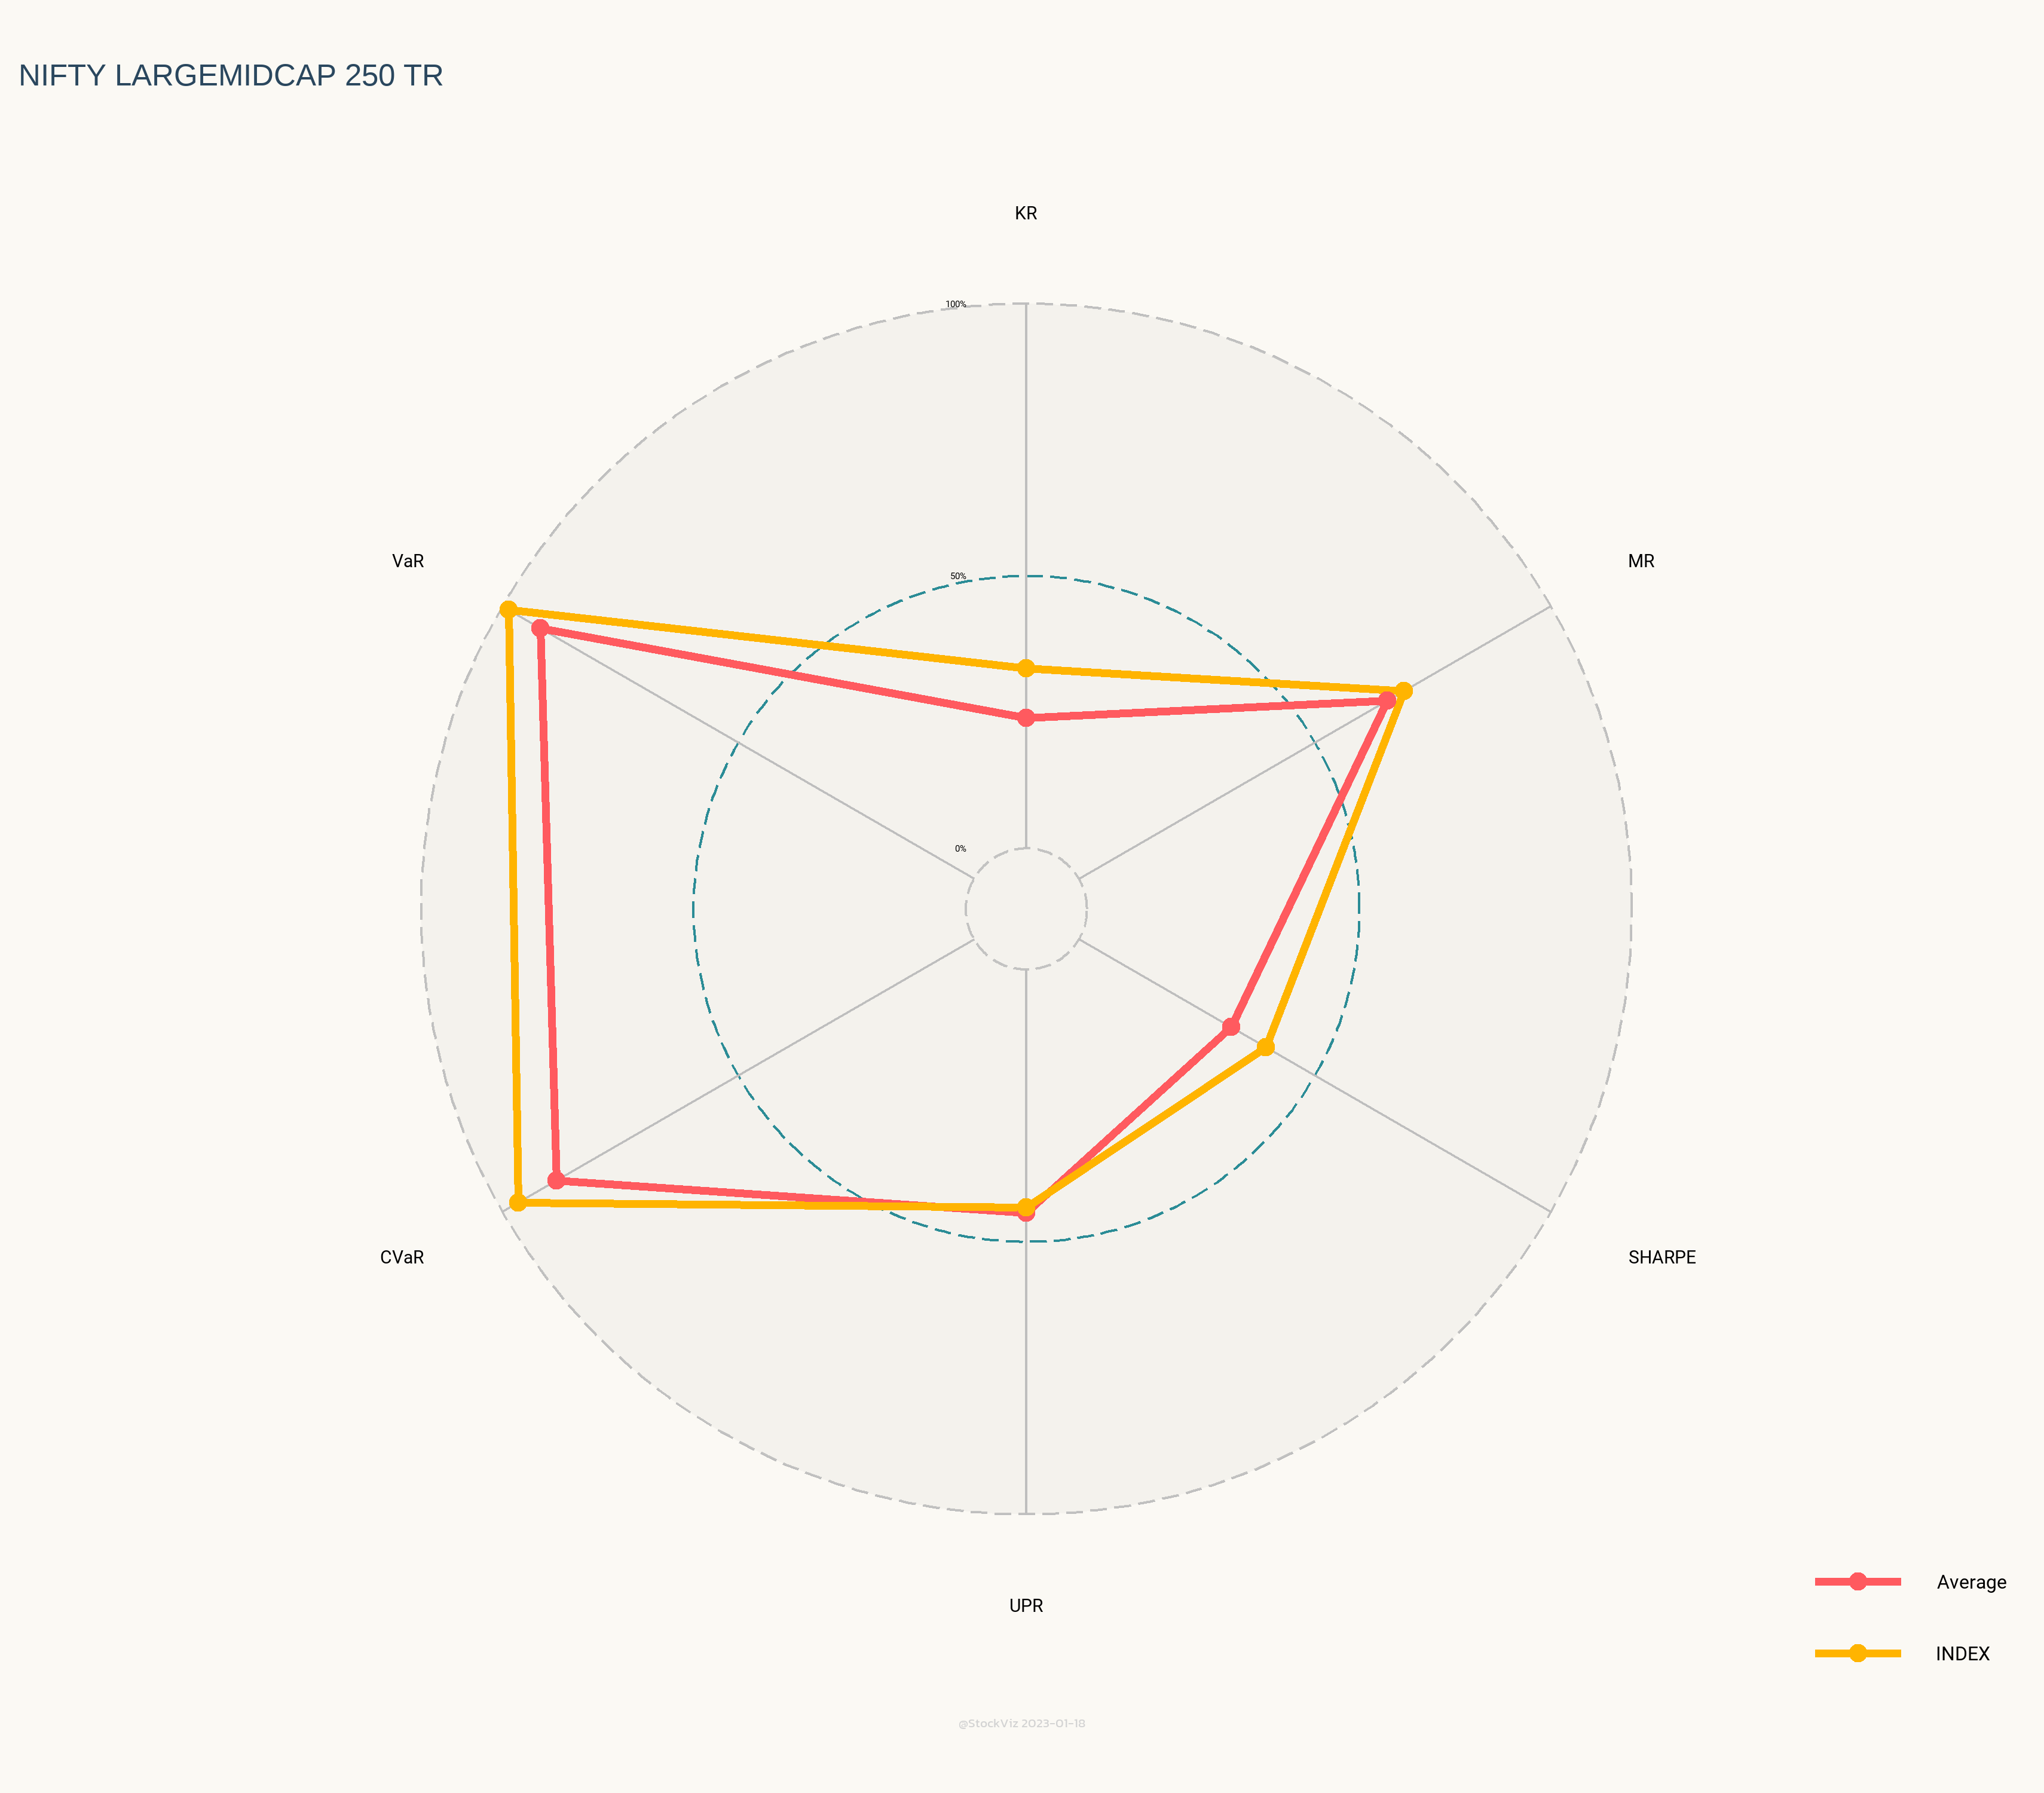 NIFTY LARGEMIDCAP 250 TR
KR
100%
VaR
MR
50%
0%
CVaR
SHARPE
UPR
Average
INDEX
@StockViz 2023-01-18